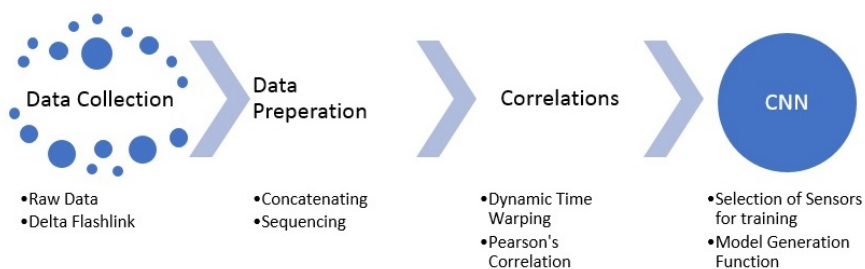 Data Collection
•Raw Data
•Delta Flashlink
Data
Preperation
•Concatenating
•Sequencing
Correlations
•Dynamic Time
Warping
•Pearson's
Correlation
CNN
•Selection of Sensors
for training
•Model Generation
Function